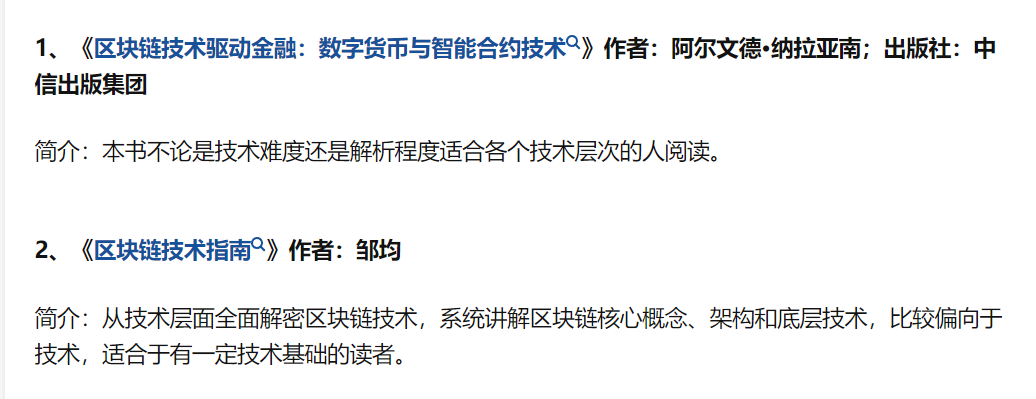 1、《区块链技术驱动金融：数字货币与智能合约技术》作者：阿尔文德•纳拉亚南；出版社：中
信出版集团
简介：本书不论是技术难度还是解析程度适合各个技术层次的人阅读。
2、《区块链技术指南》作者：邹均
简介：从技术层面全面解密区块链技术，系统讲解区块链核心概念、架构和底层技术，比较偏向于
技术，适合于有一定技术基础的读者。